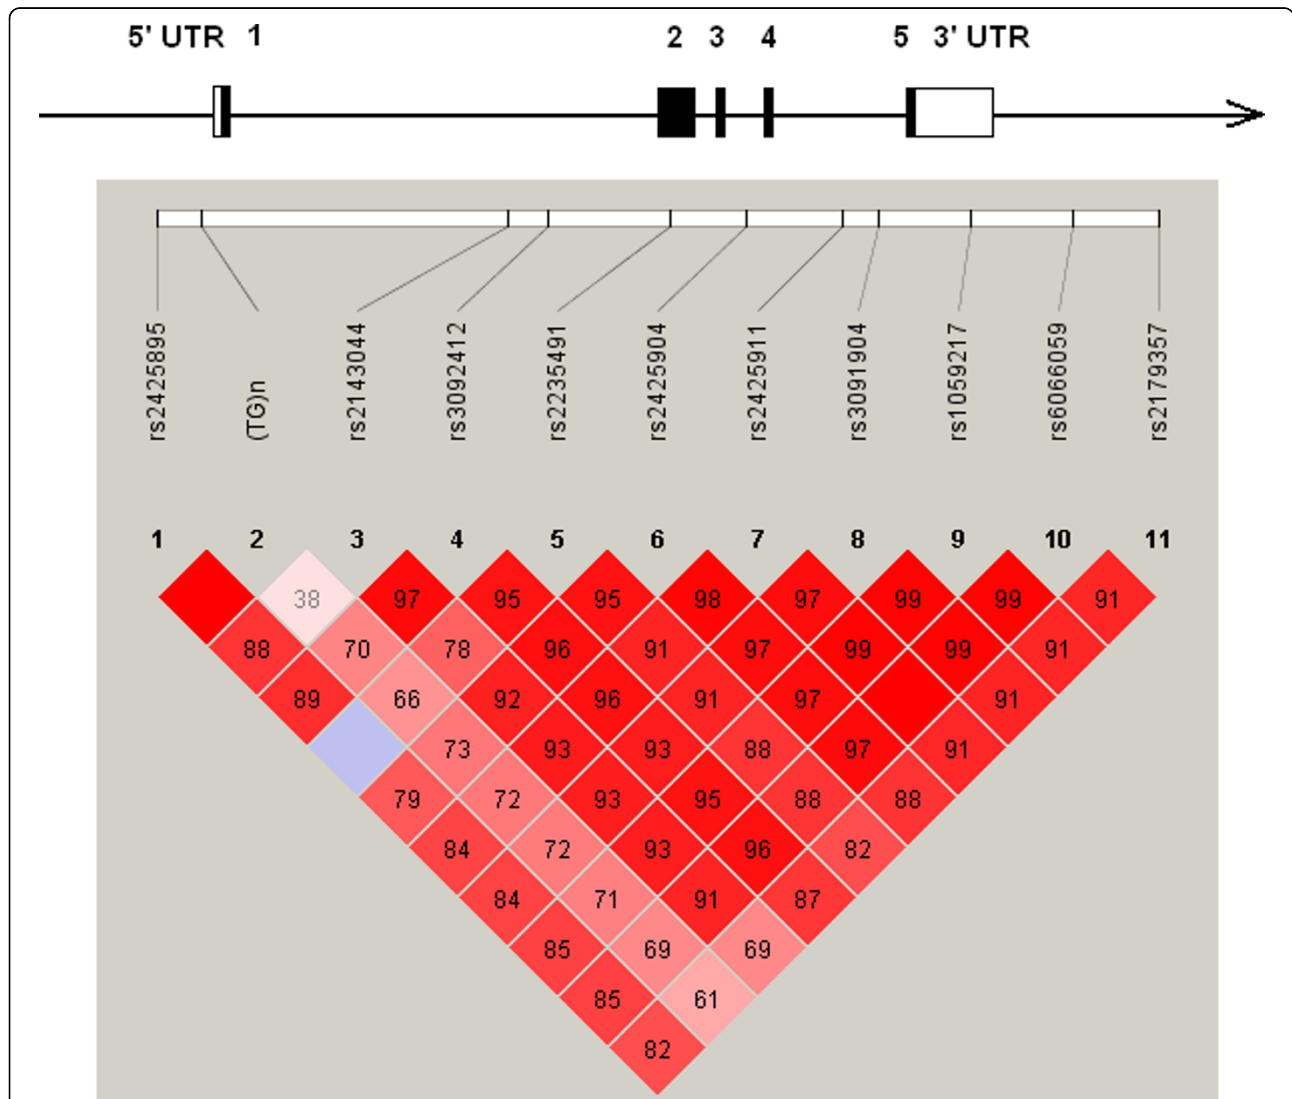 5' UTR 1 2 3 4 5 3' UTR
rs2425895 (TG)n rs2143044 rs3092412 rs2235491 rs2425904 rs2425911 rs3091904 rs1059217 rs6066059 rs2179357
1 2 3 4 5 6 7 8 9 10 11
38 97 95 95 98 97 99 99 91
88 70 78 96 91 97 99 99 91
89 66 92 96 91 97 91
73 93 93 88 97 91
79 72 93 95 88 88
84 72 93 96 82
84 71 91 87
85 69 69
85 61
82